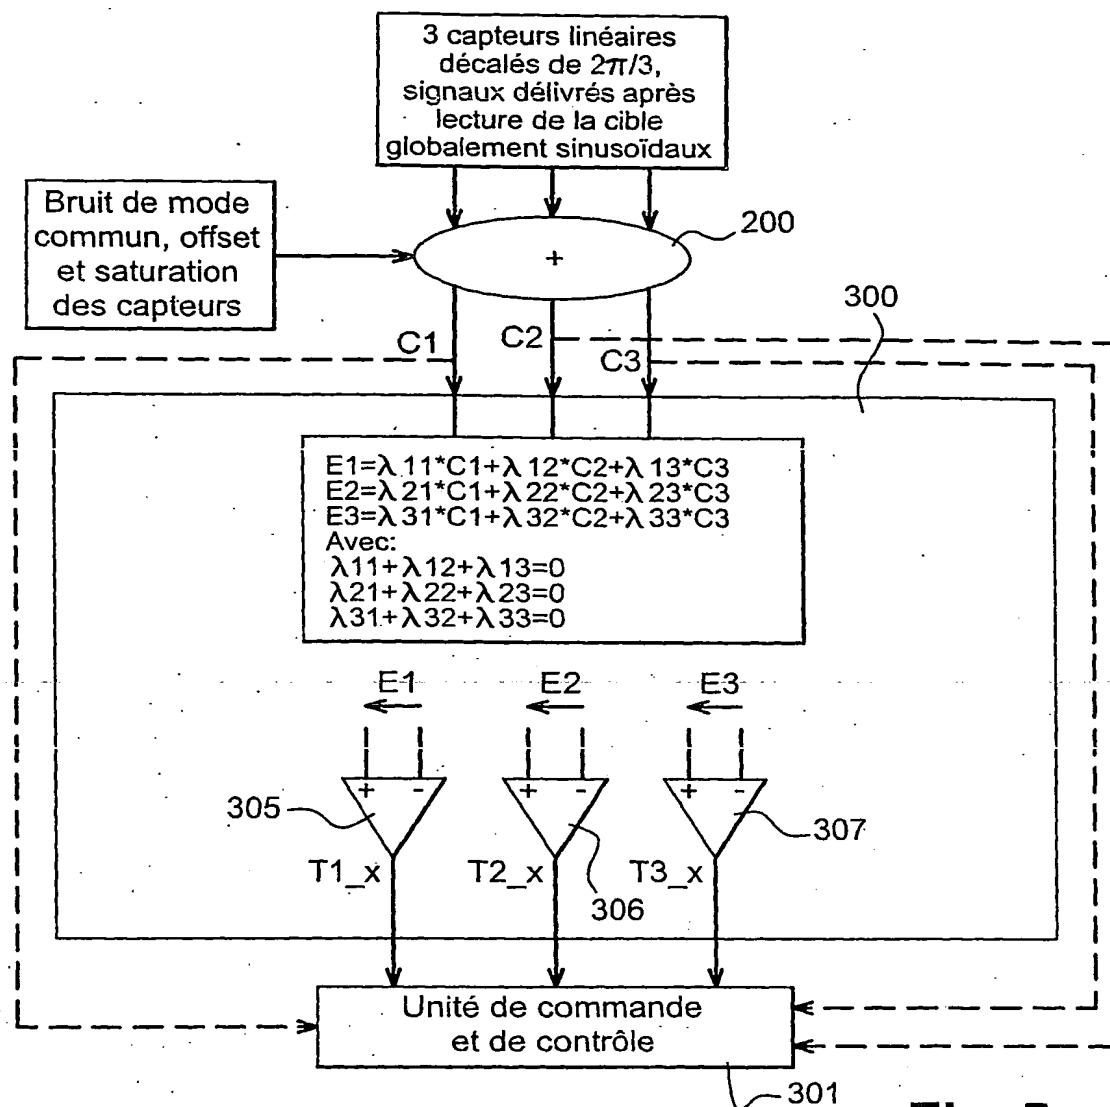 3 capteurs linéaires
décalés de 2π/3,
signaux délivrés après
lecture de la cible
globalement sinusoïdaux
Bruit de mode
commun, offset
et saturation
des capteurs
200
+
300
C1
C2
C3
E1=λ11*C1+λ12*C2+λ13*C3
E2=λ21*C1+λ22*C2+λ23*C3
E3=λ31*C1+λ32*C2+λ33*C3
Avec:
λ11+λ12+λ13=0
λ21+λ22+λ23=0
λ31+λ32+λ33=0
E1
E2
E3
+ -
+ -
+ -
305
306
307
T1_x
T2_x
T3_x
Unité de commande
et de contrôle
301